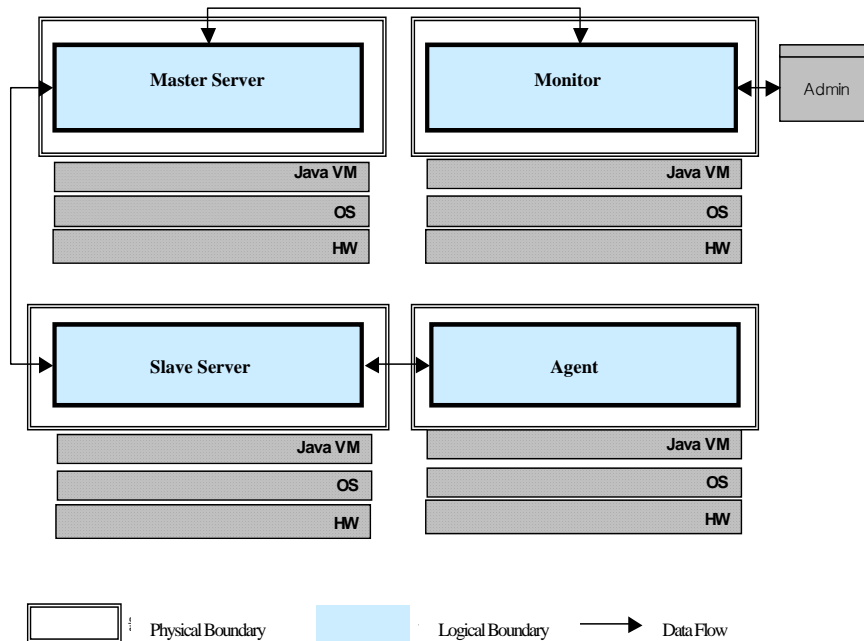 Master Server
Monitor
Admin
Java VM
Java VM
OS
OS
HW
HW
Slave Server
Agent
Java VM
Java VM
OS
OS
HW
HW
Physical Boundary
Logical Boundary
Data Flow